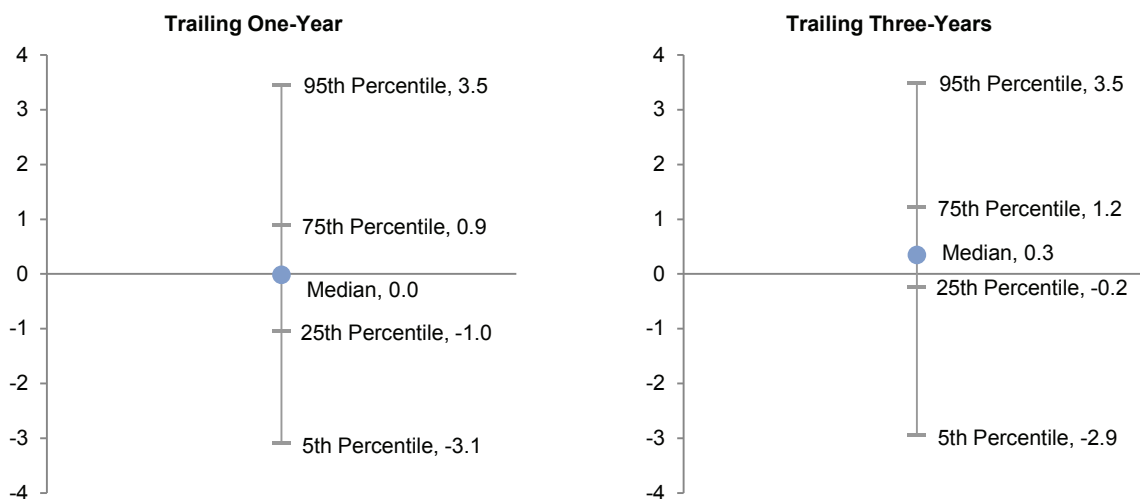 Trailing One-Year
4
3
2
1
0
-1
-2
-3
-4
95th Percentile, 3.5
75th Percentile, 0.9
Median, 0.0
25th Percentile, -1.0
5th Percentile, -3.1
Trailing Three-Years
4
3
2
1
0
-1
-2
-3
-4
95th Percentile, 3.5
75th Percentile, 1.2
Median, 0.3
25th Percentile, -0.2
5th Percentile, -2.9